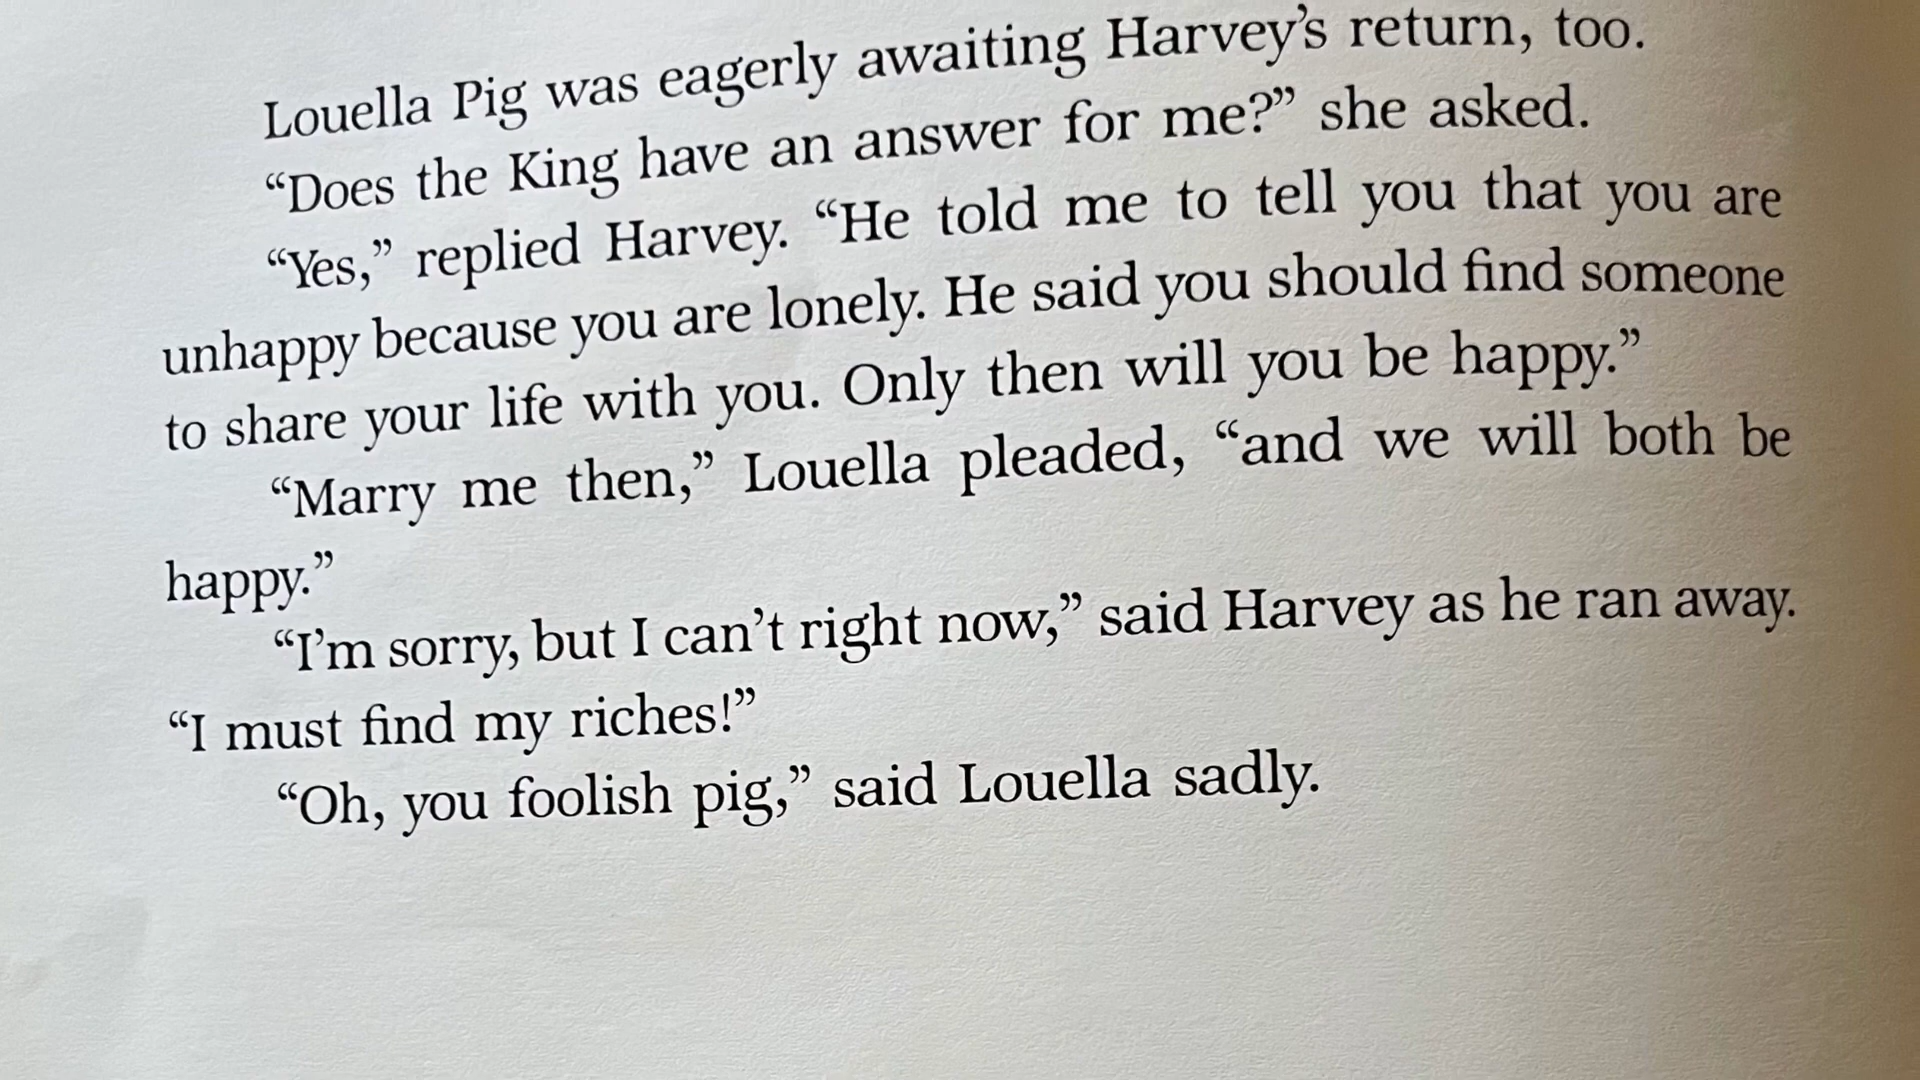 Louella Pig was eagerly awaiting Harvey’s return, too.
“Does the King have an answer for me?” she asked.
“Yes,” replied Harvey. “He told me to tell you that you are
unhappy because you are lonely. He said you should find someone
to share your life with you. Only then will you be happy.”
“Marry me then,” Louella pleaded, “and we will both be
happy.”
“I’m sorry, but I can’t right now,” said Harvey as he ran away.
“I must find my riches!”
“Oh, you foolish pig,” said Louella sadly.